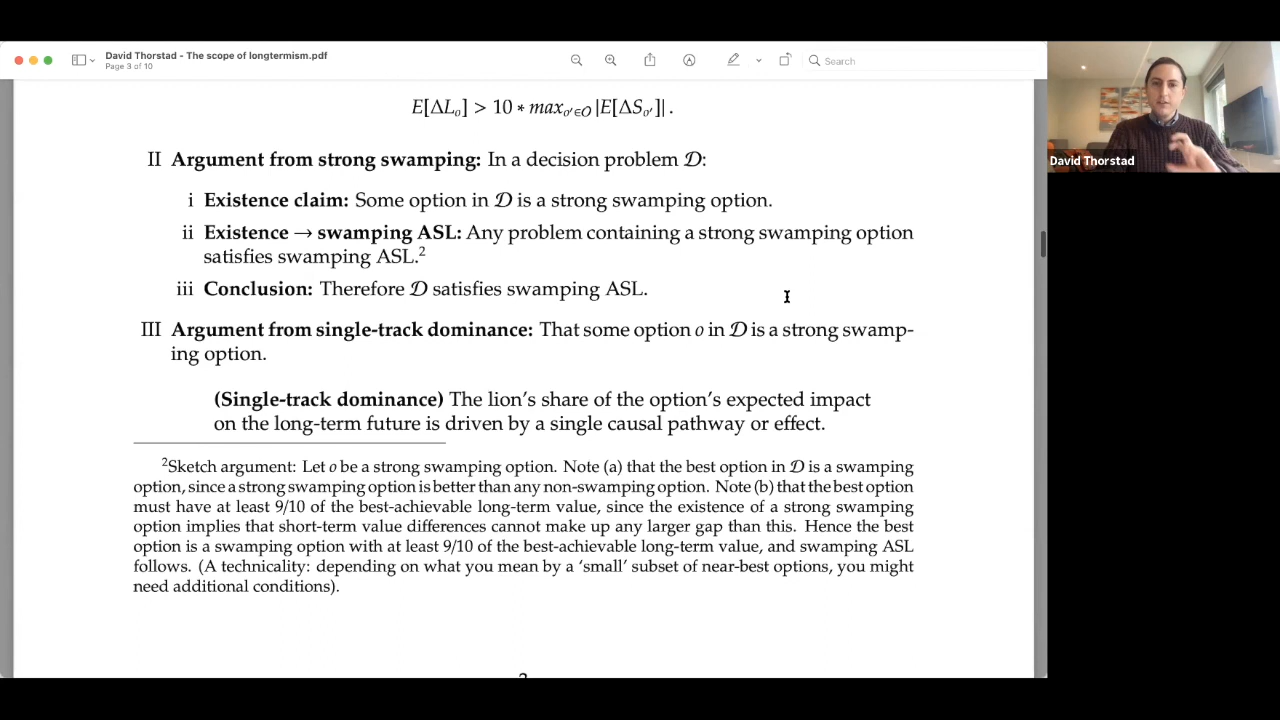 David Thorstad - The scope of longtermism.pdf
Page 3 of 10
Search
David Thorstad
E[ΔLₒ] > 10 * maxₒ′∈O |E[ΔSₒ′]|.
II Argument from strong swamping: In a decision problem 𝒟:
i Existence claim: Some option in 𝒟 is a strong swamping option.
ii Existence → swamping ASL: Any problem containing a strong swamping option
satisfies swamping ASL.²
iii Conclusion: Therefore 𝒟 satisfies swamping ASL.
III Argument from single-track dominance: That some option o in 𝒟 is a strong swamp-
ing option.
(Single-track dominance) The lion's share of the option's expected impact
on the long-term future is driven by a single causal pathway or effect.
²Sketch argument: Let o be a strong swamping option. Note (a) that the best option in 𝒟 is a swamping
option, since a strong swamping option is better than any non-swamping option. Note (b) that the best option
must have at least 9/10 of the best-achievable long-term value, since the existence of a strong swamping
option implies that short-term value differences cannot make up any larger gap than this. Hence the best
option is a swamping option with at least 9/10 of the best-achievable long-term value, and swamping ASL
follows. (A technicality: depending on what you mean by a 'small' subset of near-best options, you might
need additional conditions).